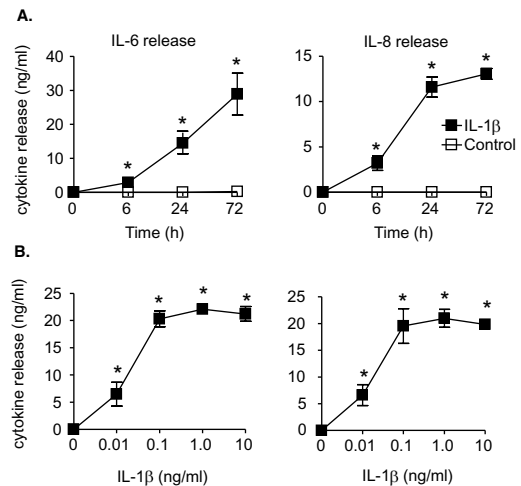 A.
IL-6 release
IL-8 release
cytokine release (ng/ml)
40
30
20
10
0
0 6 24 72
Time (h)
15
10
5
0
0 6 24 72
Time (h)
* * *
* * *
IL-1β
Control
B.
cytokine release (ng/ml)
25
20
15
10
5
0
0 0.01 0.1 1.0 10
IL-1β (ng/ml)
* * * *
25
20
15
10
5
0
0 0.01 0.1 1.0 10
IL-1β (ng/ml)
* * * *